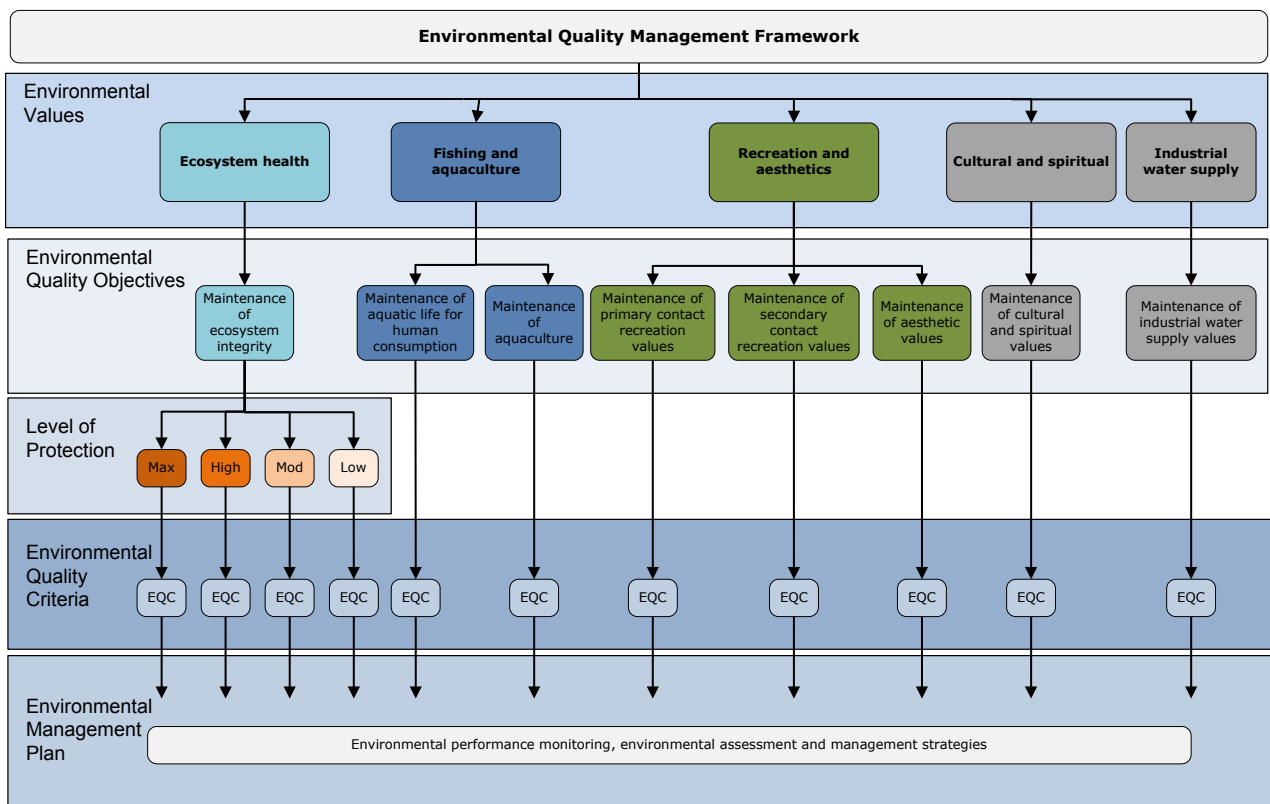 Environmental Quality Management Framework
Environmental
Values
Ecosystem health
Fishing and
aquaculture
Recreation and
aesthetics
Cultural and spiritual
Industrial
water supply
Environmental
Quality Objectives
Maintenance
of
ecosystem
integrity
Maintenance of
aquatic life for
human
consumption
Maintenance
of
aquaculture
Maintenance of
primary contact
recreation
values
Maintenance of
secondary
contact
recreation values
Maintenance
of aesthetic
values
Maintenance
of cultural
and spiritual
values
Maintenance of
industrial water
supply values
Level of
Protection
Max
High
Mod
Low
Environmental
Quality
Criteria
EQC
EQC
EQC
EQC
EQC
EQC
EQC
EQC
EQC
EQC
EQC
Environmental
Management
Plan
Environmental performance monitoring, environmental assessment and management strategies